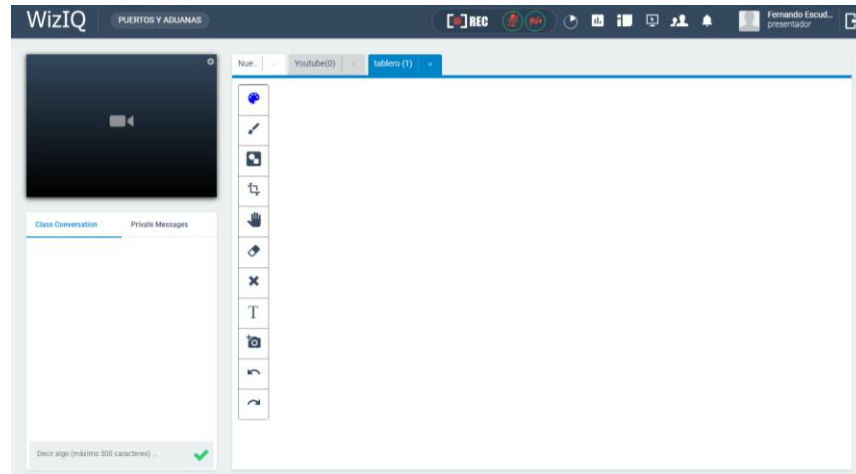 WizIQ PUERTOS Y ADUANAS REC Fernando Escud...
presentador
Nue... Youtube(0) tablero (1)
Class Conversation Private Messages
T
Decir algo (máximo 500 caracteres) ...